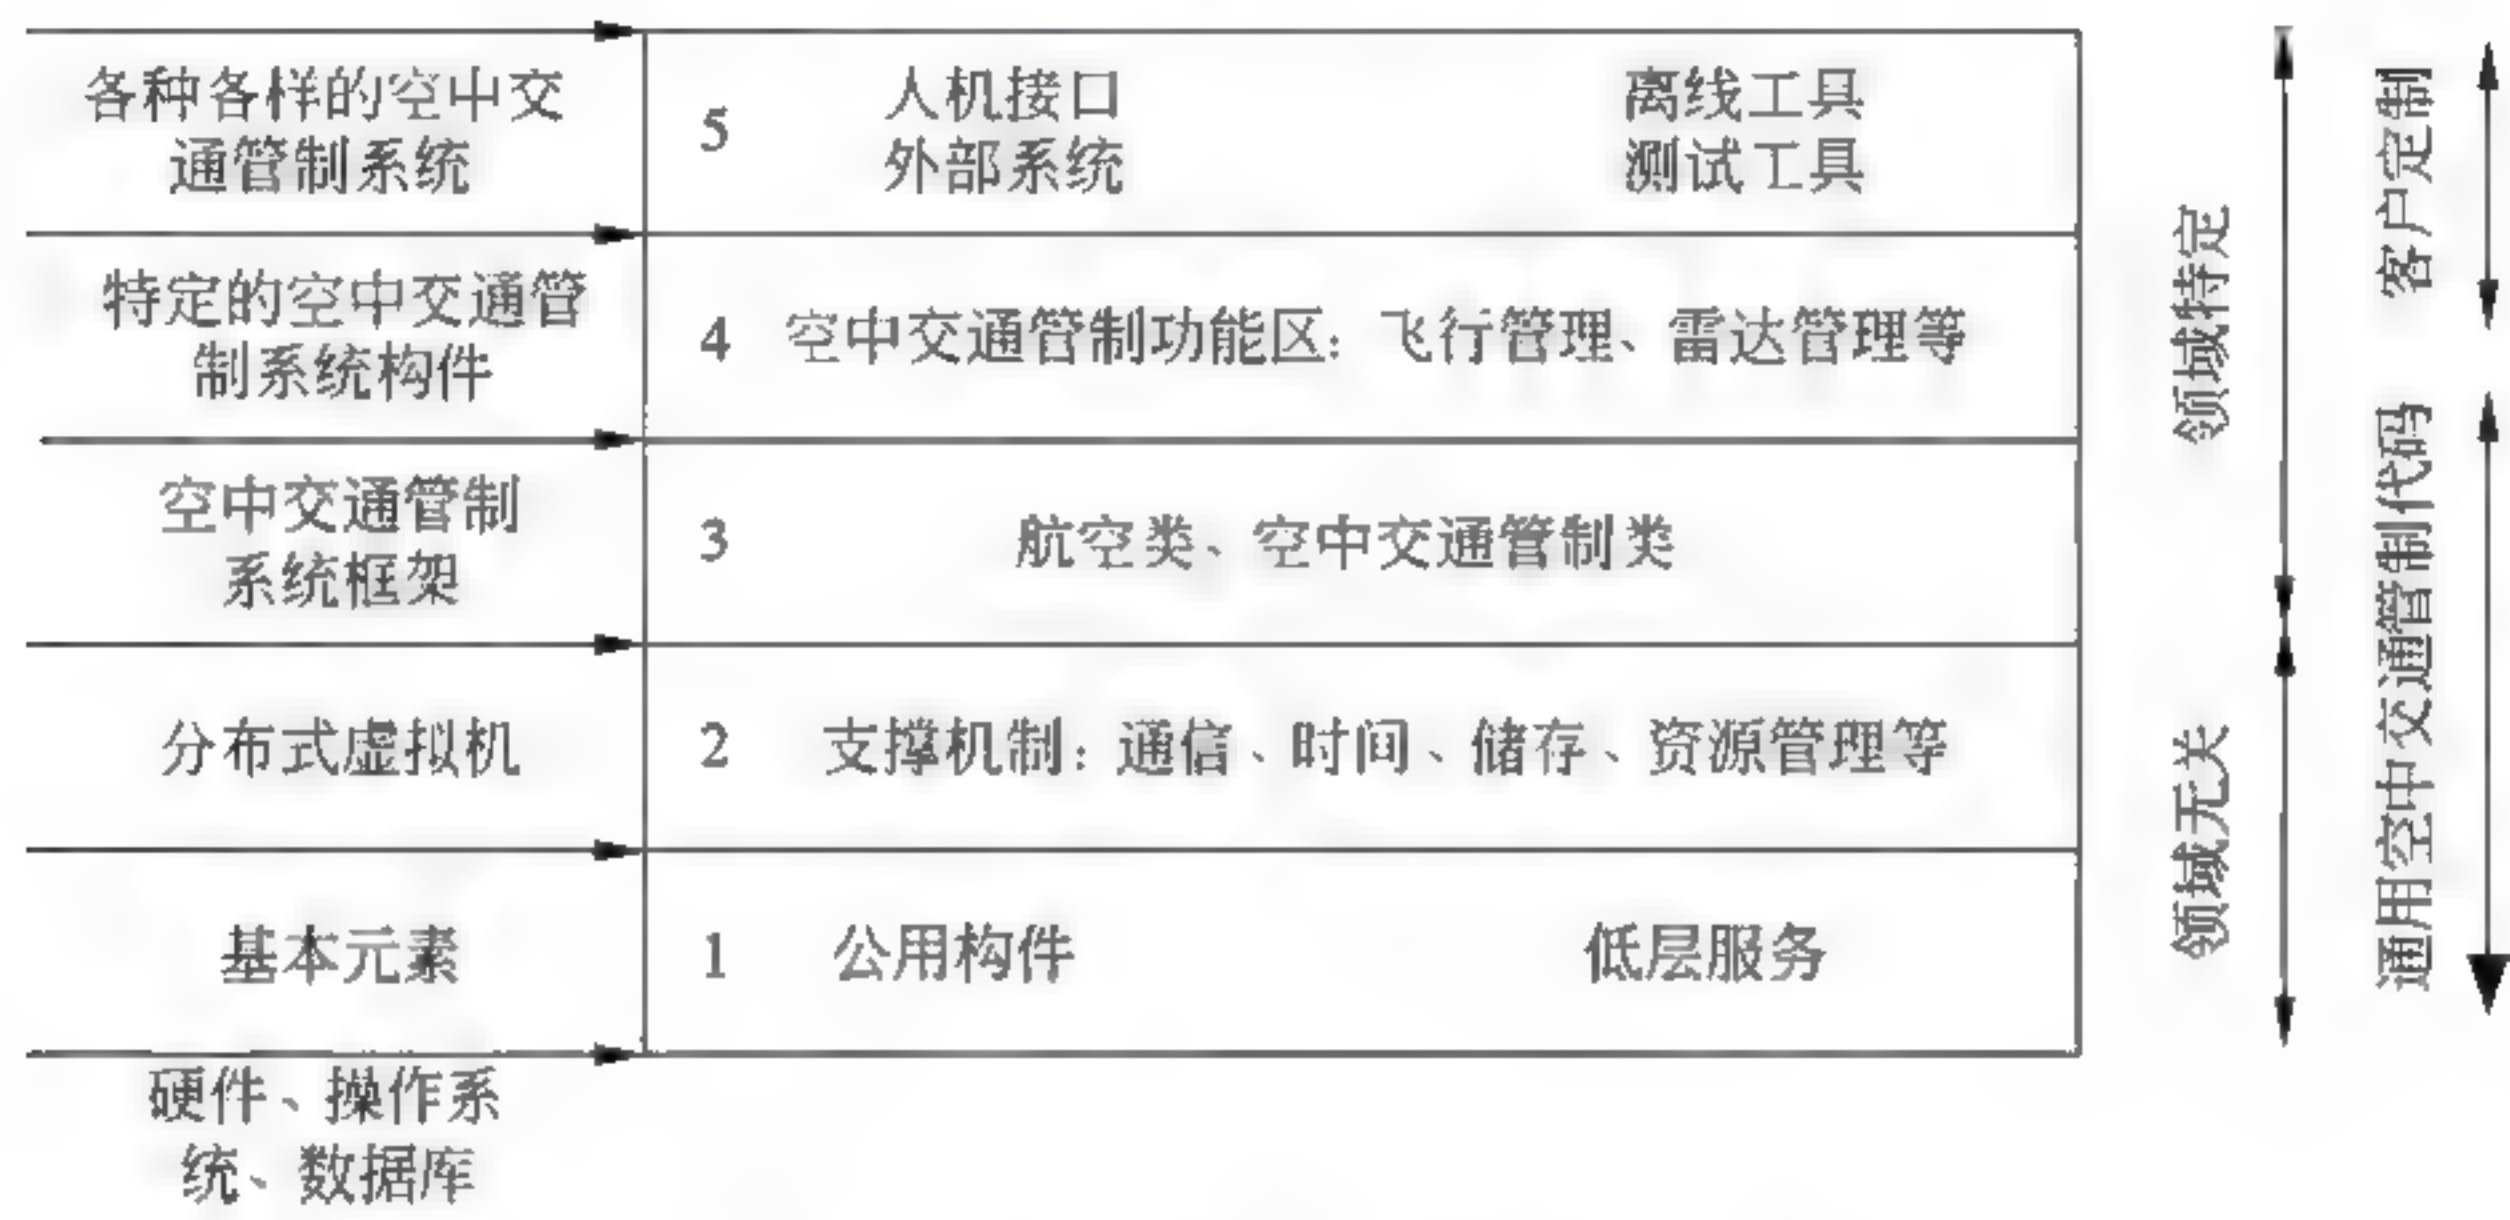 各种各样的空中交
通管制系统
5
人机接口
外部系统
离线工具
测试工具
特定的空中交通管
制系统构件
4
空中交通管制功能区：飞行管理、雷达管理等
空中交通管制
系统框架
3
航空类、空中交通管制类
分布式虚拟机
2
支撑机制：通信、时间、储存、资源管理等
基本元素
1
公用构件
低层服务
硬件、操作系
统、数据库
领域特定
领域无关
客户定制
通用空中交通管制代码